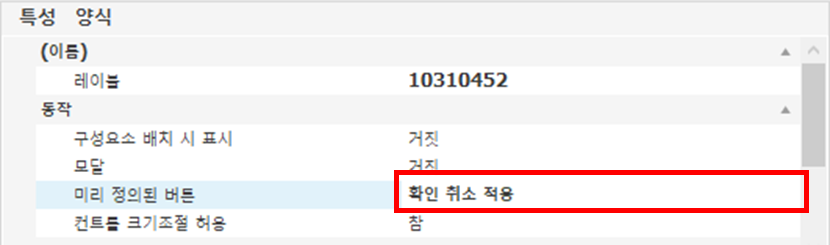 특성 양식
(이름)
레이블 10310452
동작
구성요소 배치 시 표시 거짓
모달 거짓
미리 정의된 버튼 확인 취소 적용
컨트롤 크기조절 허용 참